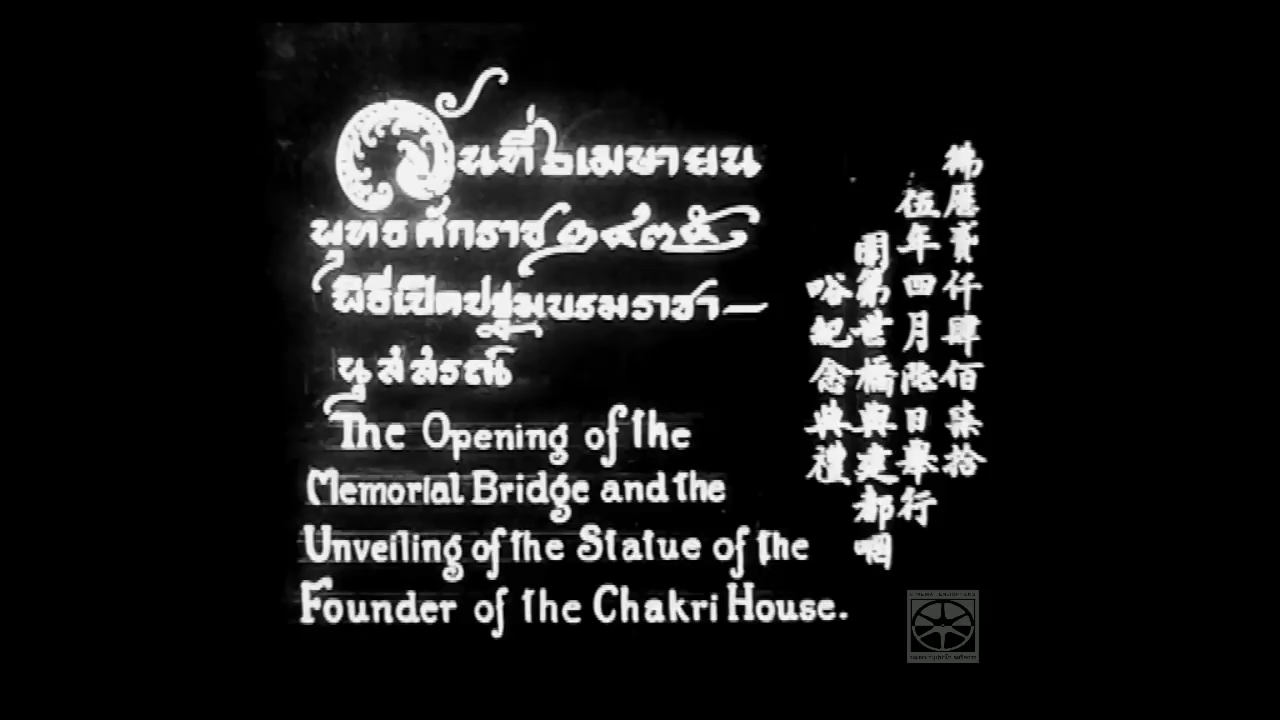 วันที่ ๖ เมษายน
พุทธศักราช ๒๔๗๕
พิธีเปิดปฐมบรมราชา—
นุสสรณ์
The Opening of the
Memorial Bridge and the
Unveiling of the Statue of the
Founder of the Chakri House.
佛歷貳仟肆佰柒拾
伍年四月陸日舉行
開第世橋與建都
紀念典禮